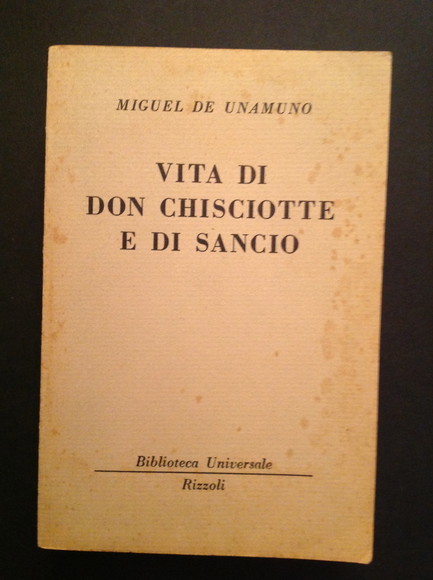 MIGUEL DE UNAMUNO
VITA DI
DON CHISCIOTTE
E DI SANCIO
Biblioteca Universale
Rizzoli